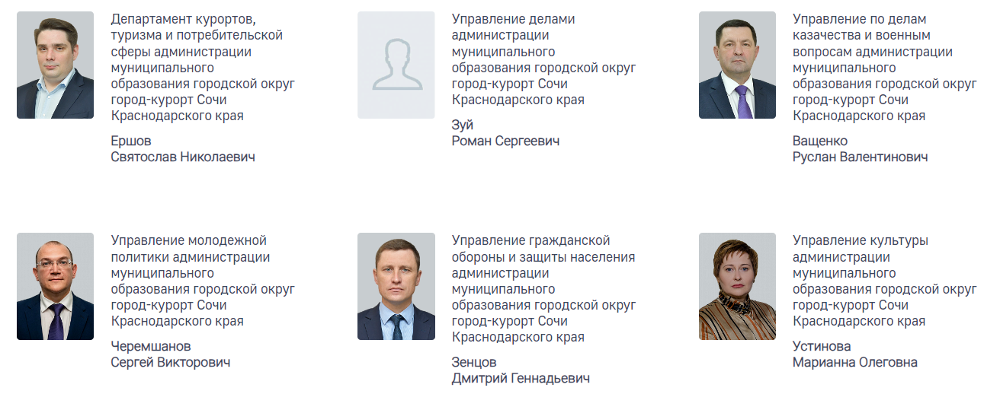 Департамент курортов,
туризма и потребительской
сферы администрации
муниципального
образования городской округ
город-курорт Сочи
Краснодарского края
Ершов
Святослав Николаевич
Управление делами
администрации
муниципального
образования городской округ
город-курорт Сочи
Краснодарского края
Зуй
Роман Сергеевич
Управление по делам
казачества и военным
вопросам администрации
муниципального
образования городской округ
город-курорт Сочи
Краснодарского края
Ващенко
Руслан Валентинович
Управление молодежной
политики администрации
муниципального
образования городской округ
город-курорт Сочи
Краснодарского края
Черемшанов
Сергей Викторович
Управление гражданской
обороны и защиты населения
администрации
муниципального
образования городской округ
город-курорт Сочи
Краснодарского края
Зенцов
Дмитрий Геннадьевич
Управление культуры
администрации
муниципального
образования городской округ
город-курорт Сочи
Краснодарского края
Устинова
Марианна Олеговна